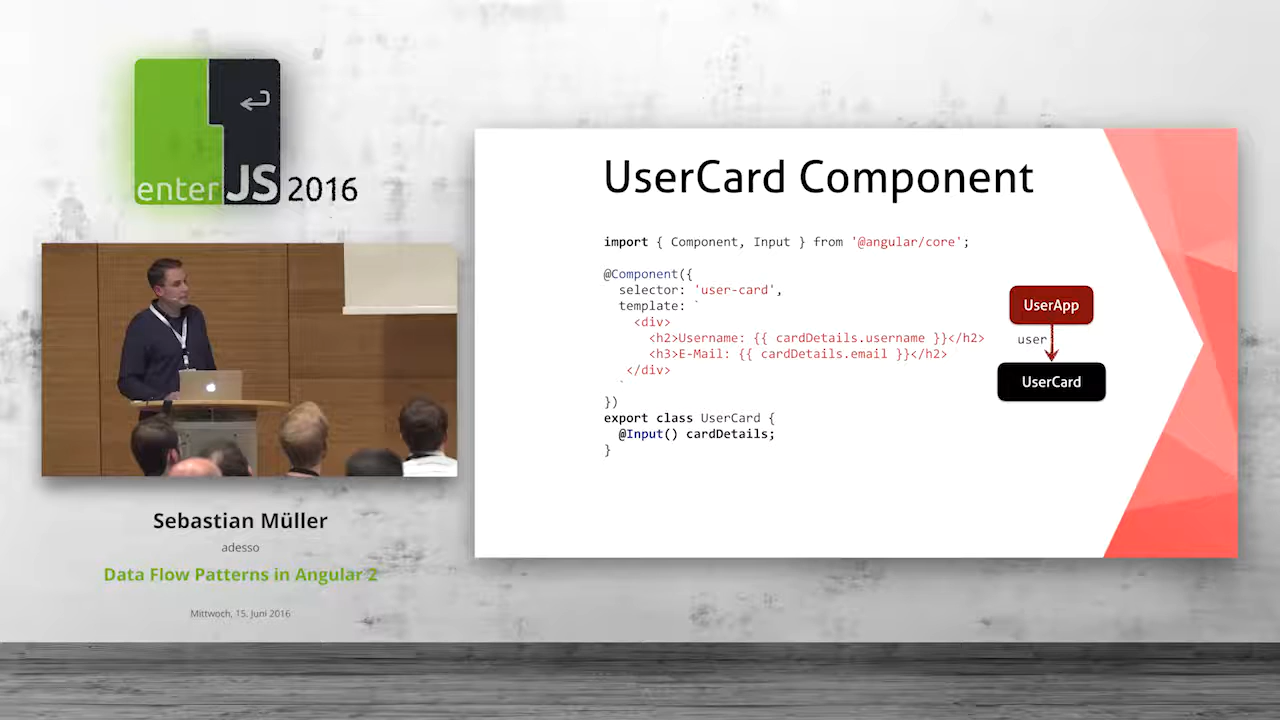 enterJS 2016
Sebastian Müller
adesso
Data Flow Patterns in Angular 2
Mittwoch, 15. Juni 2016
UserCard Component
import { Component, Input } from '@angular/core';
@Component({
selector: 'user-card',
template: `
<div>
<h2>Username: {{ cardDetails.username }}</h2>
<h3>E-Mail: {{ cardDetails.email }}</h2>
</div>
`
})
export class UserCard {
@Input() cardDetails;
}
UserApp
user
UserCard